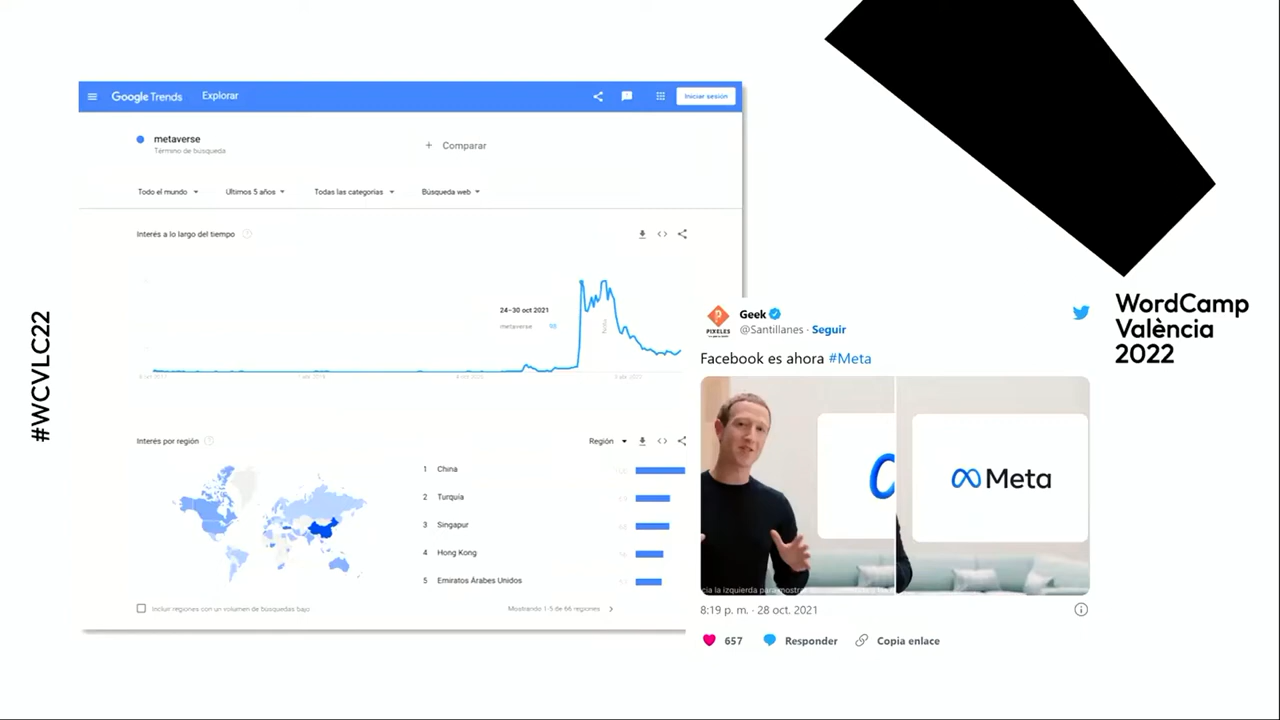 #WCVLC22
Google Trends
Explorar
Iniciar sesión
metaverse
Término de búsqueda
+ Comparar
Todo el mundo
Ultimos 5 años
Todas las categorías
Búsqueda web
Interés a lo largo del tiempo
24-30 oct 2021
metaverse 98
Nota
Interés por región
Región
1 China
2 Turquía
3 Singapur
4 Hong Kong
5 Emiratos Árabes Unidos
Incluir regiones con un volumen de búsquedas bajo
Mostrando 1-5 de 66 regiones
PIXELES
Geek
@Santillanes · Seguir
Facebook es ahora #Meta
Meta
8:19 p. m. · 28 oct. 2021
657
Responder
Copia enlace
WordCamp
València
2022